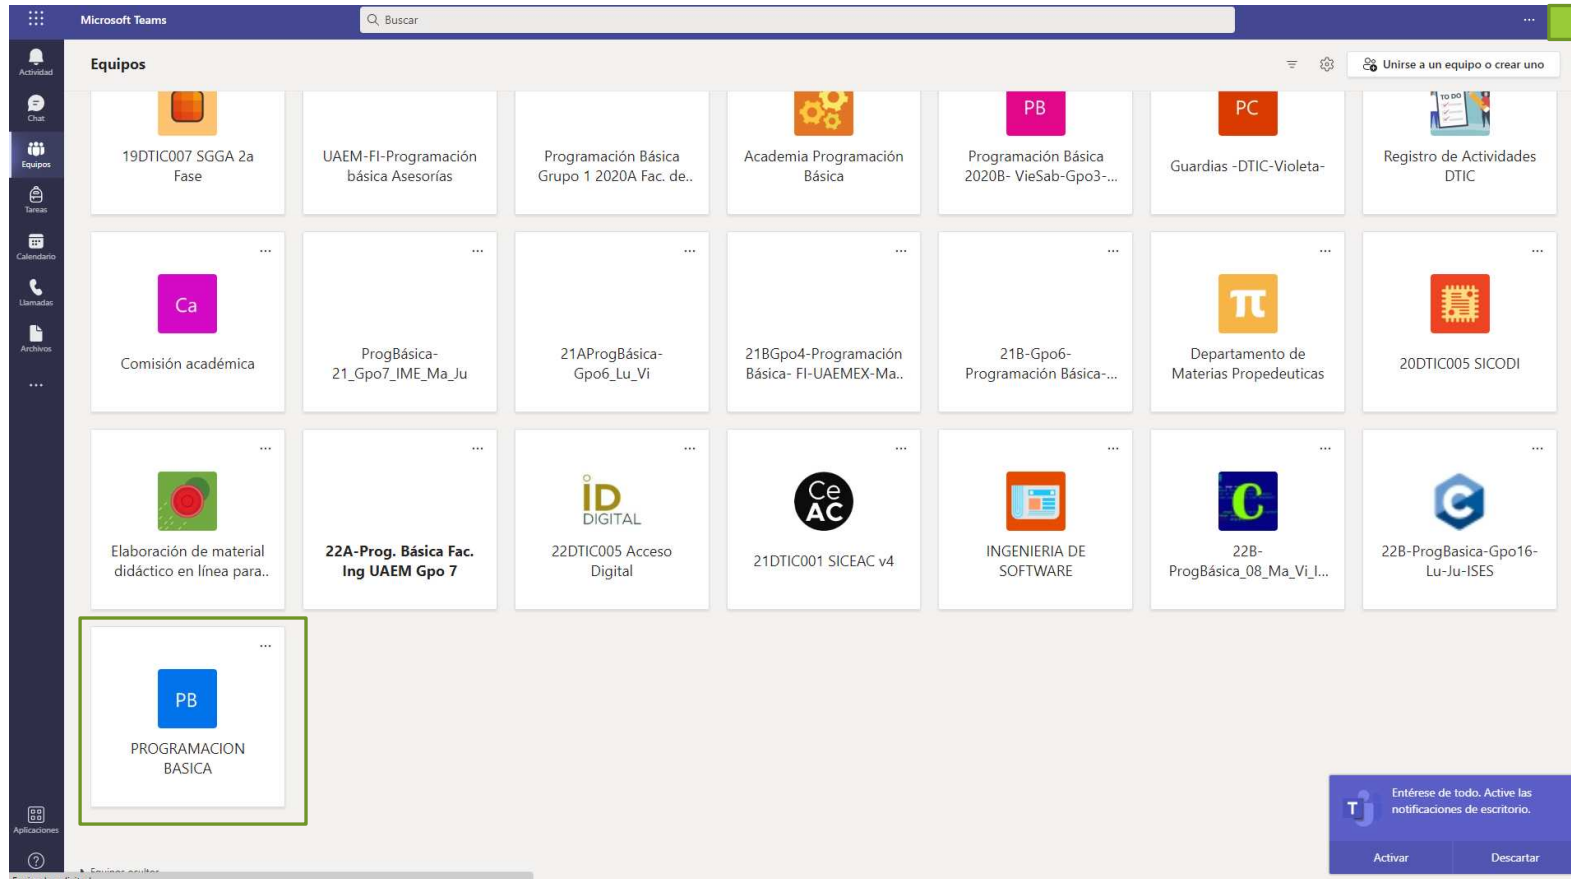 Microsoft Teams
Buscar
Actividad
Chat
Equipos
Tareas
Calendario
Llamadas
Archivos
Aplicaciones
Equipos
Unirse a un equipo o crear uno
19DTIC007 SGGA 2a
Fase
UAEM-FI-Programación
básica Asesorías
Programación Básica
Grupo 1 2020A Fac. de..
Academia Programación
Básica
PB
Programación Básica
2020B- VieSab-Gpo3-...
PC
Guardias -DTIC-Violeta-
TO DO
Registro de Actividades
DTIC
Ca
Comisión académica
ProgBásica-
21_Gpo7_IME_Ma_Ju
21AProgBásica-
Gpo6_Lu_Vi
21BGpo4-Programación
Básica- FI-UAEMEX-Ma..
21B-Gpo6-
Programación Básica-...
π
Departamento de
Materias Propedeuticas
20DTIC005 SICODI
Elaboración de material
didáctico en línea para..
22A-Prog. Básica Fac.
Ing UAEM Gpo 7
iD
DIGITAL
22DTIC005 Acceso
Digital
Ce
AC
21DTIC001 SICEAC v4
INGENIERIA DE
SOFTWARE
C
22B-
ProgBásica_08_Ma_Vi_I...
C
22B-ProgBasica-Gpo16-
Lu-Ju-ISES
PB
PROGRAMACION
BASICA
Equipos ocultos
T
Entérese de todo. Active las
notificaciones de escritorio.
Activar
Descartar